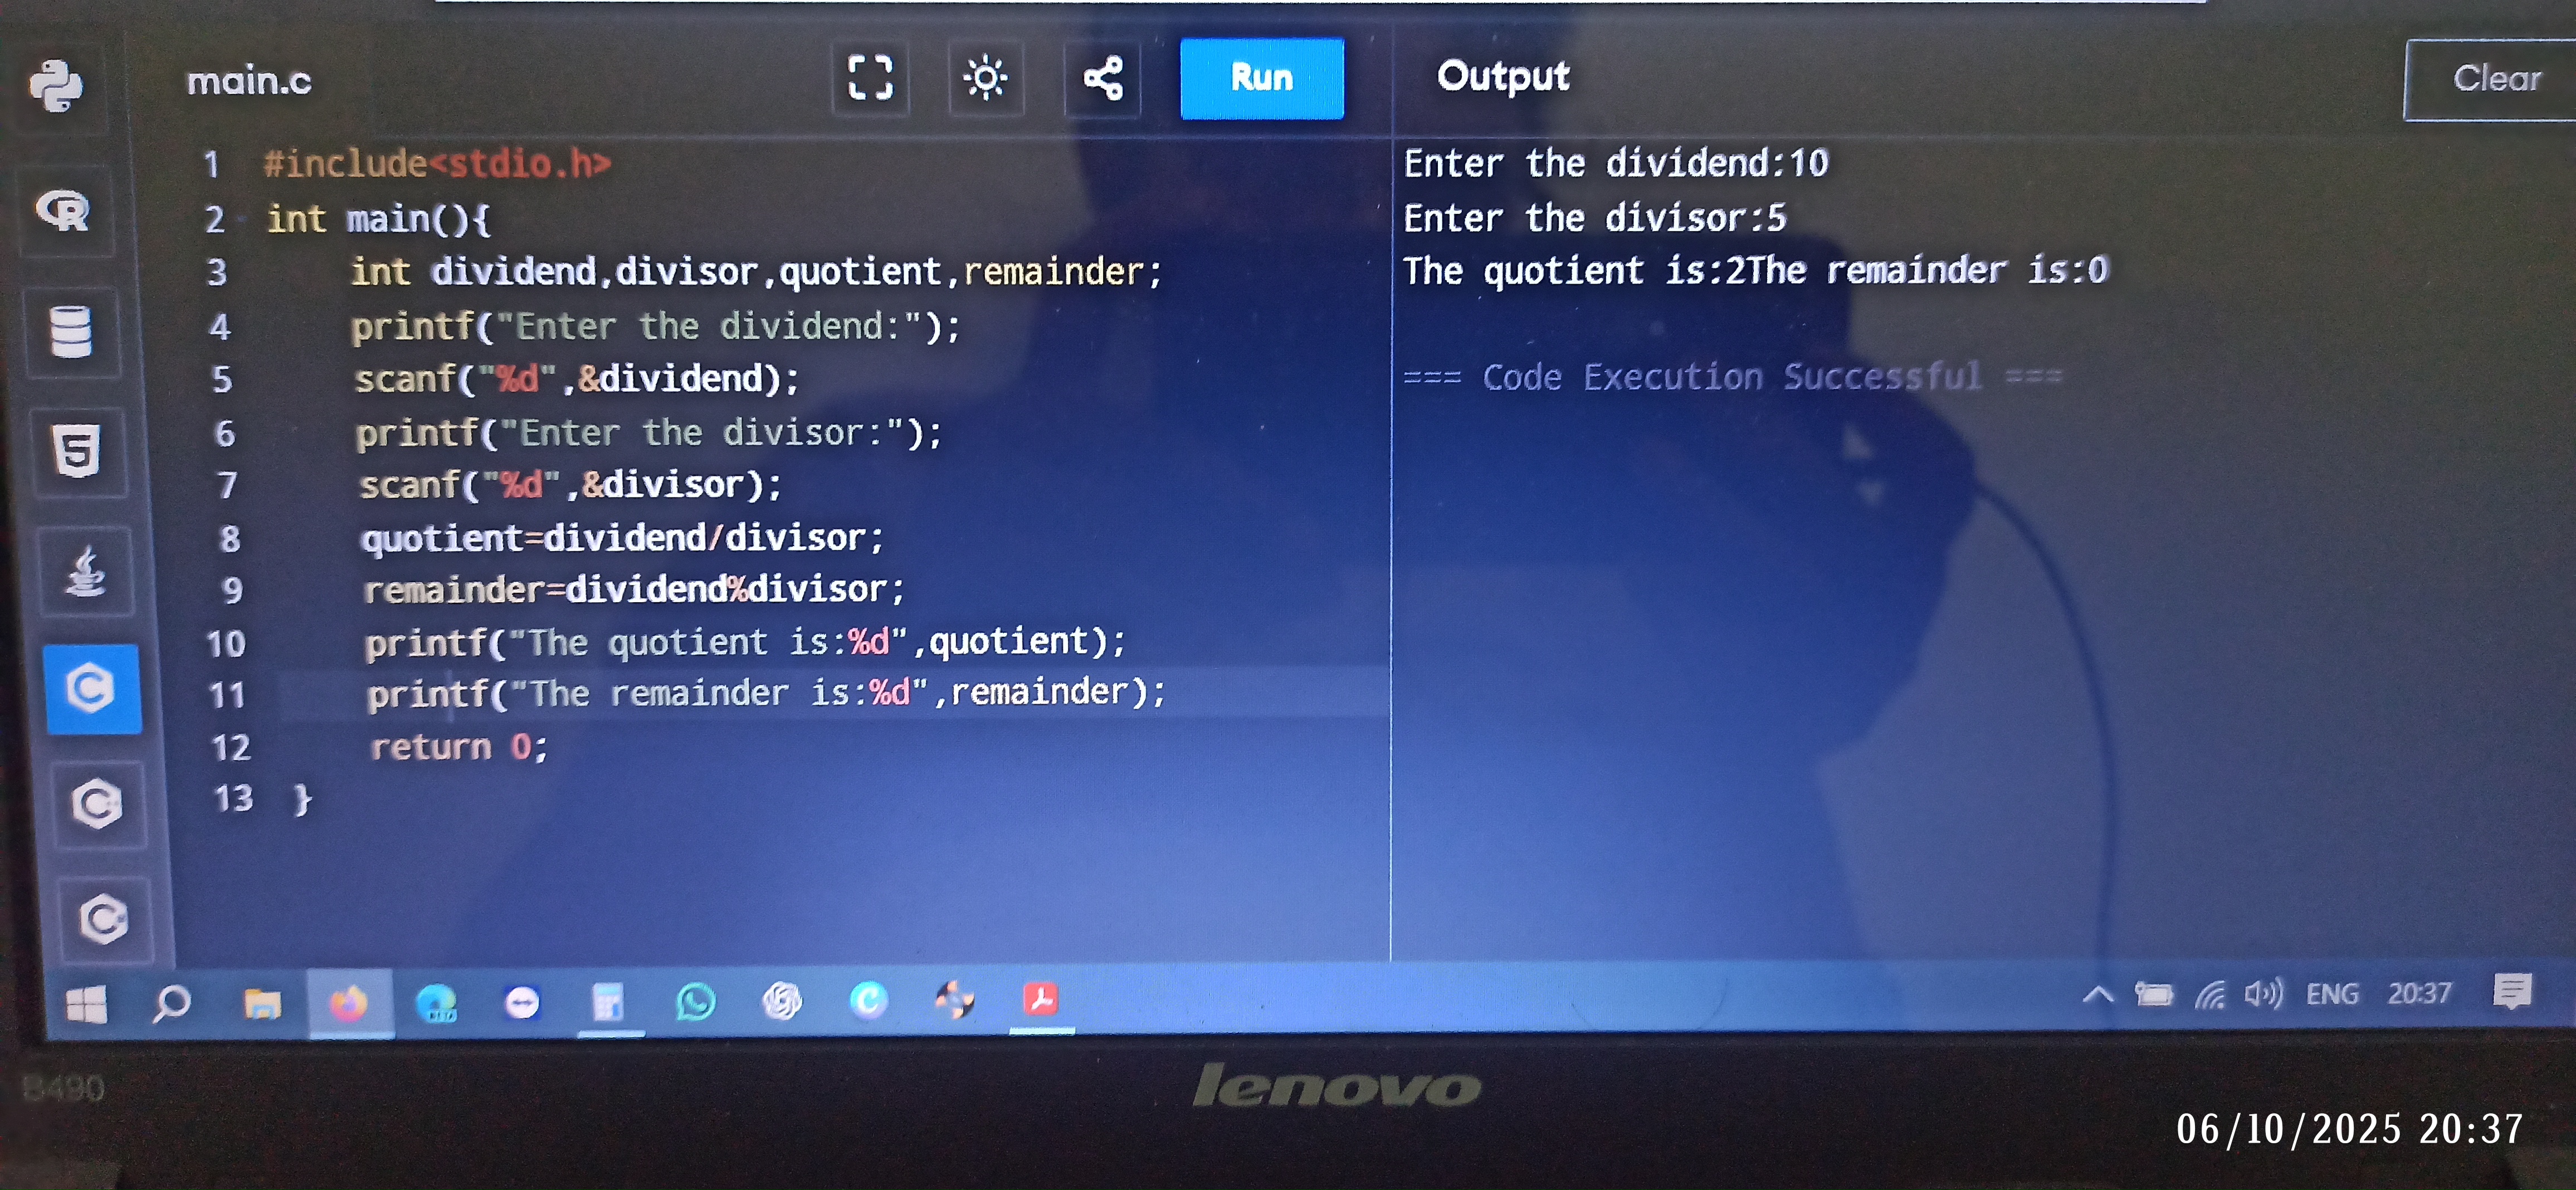 main.c
Run
Output
Clear
1 #include<stdio.h>
2 int main(){
3 int dividend,divisor,quotient,remainder;
4 printf("Enter the dividend:");
5 scanf("%d",&dividend);
6 printf("Enter the divisor:");
7 scanf("%d",&divisor);
8 quotient=dividend/divisor;
9 remainder=dividend%divisor;
10 printf("The quotient is:%d",quotient);
11 printf("The remainder is:%d",remainder);
12 return 0;
13 }
Enter the dividend:10
Enter the divisor:5
The quotient is:2The remainder is:0
=== Code Execution Successful ===
ENG 20:37
B490
lenovo
06/10/2025 20:37